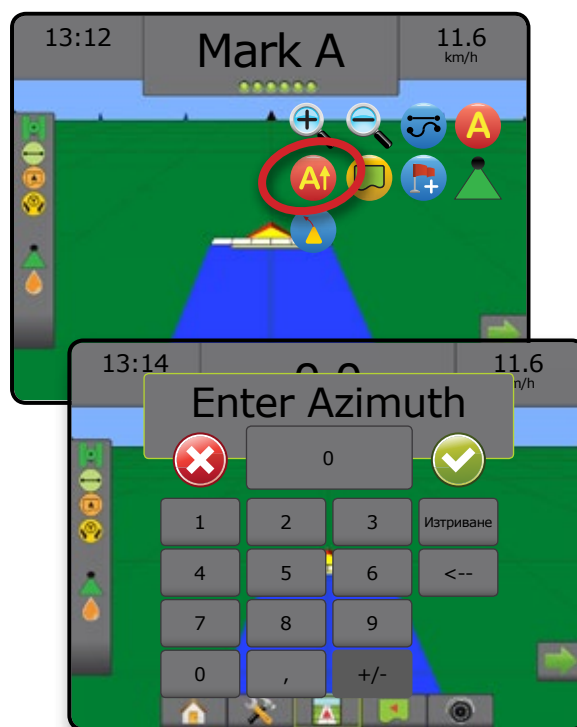 13:12
Mark A
11.6
km/h
A
A
13:14
11.6
Enter Azimuth
0
1 2 3 Изтриване
4 5 6 <--
7 8 9
0 , +/-